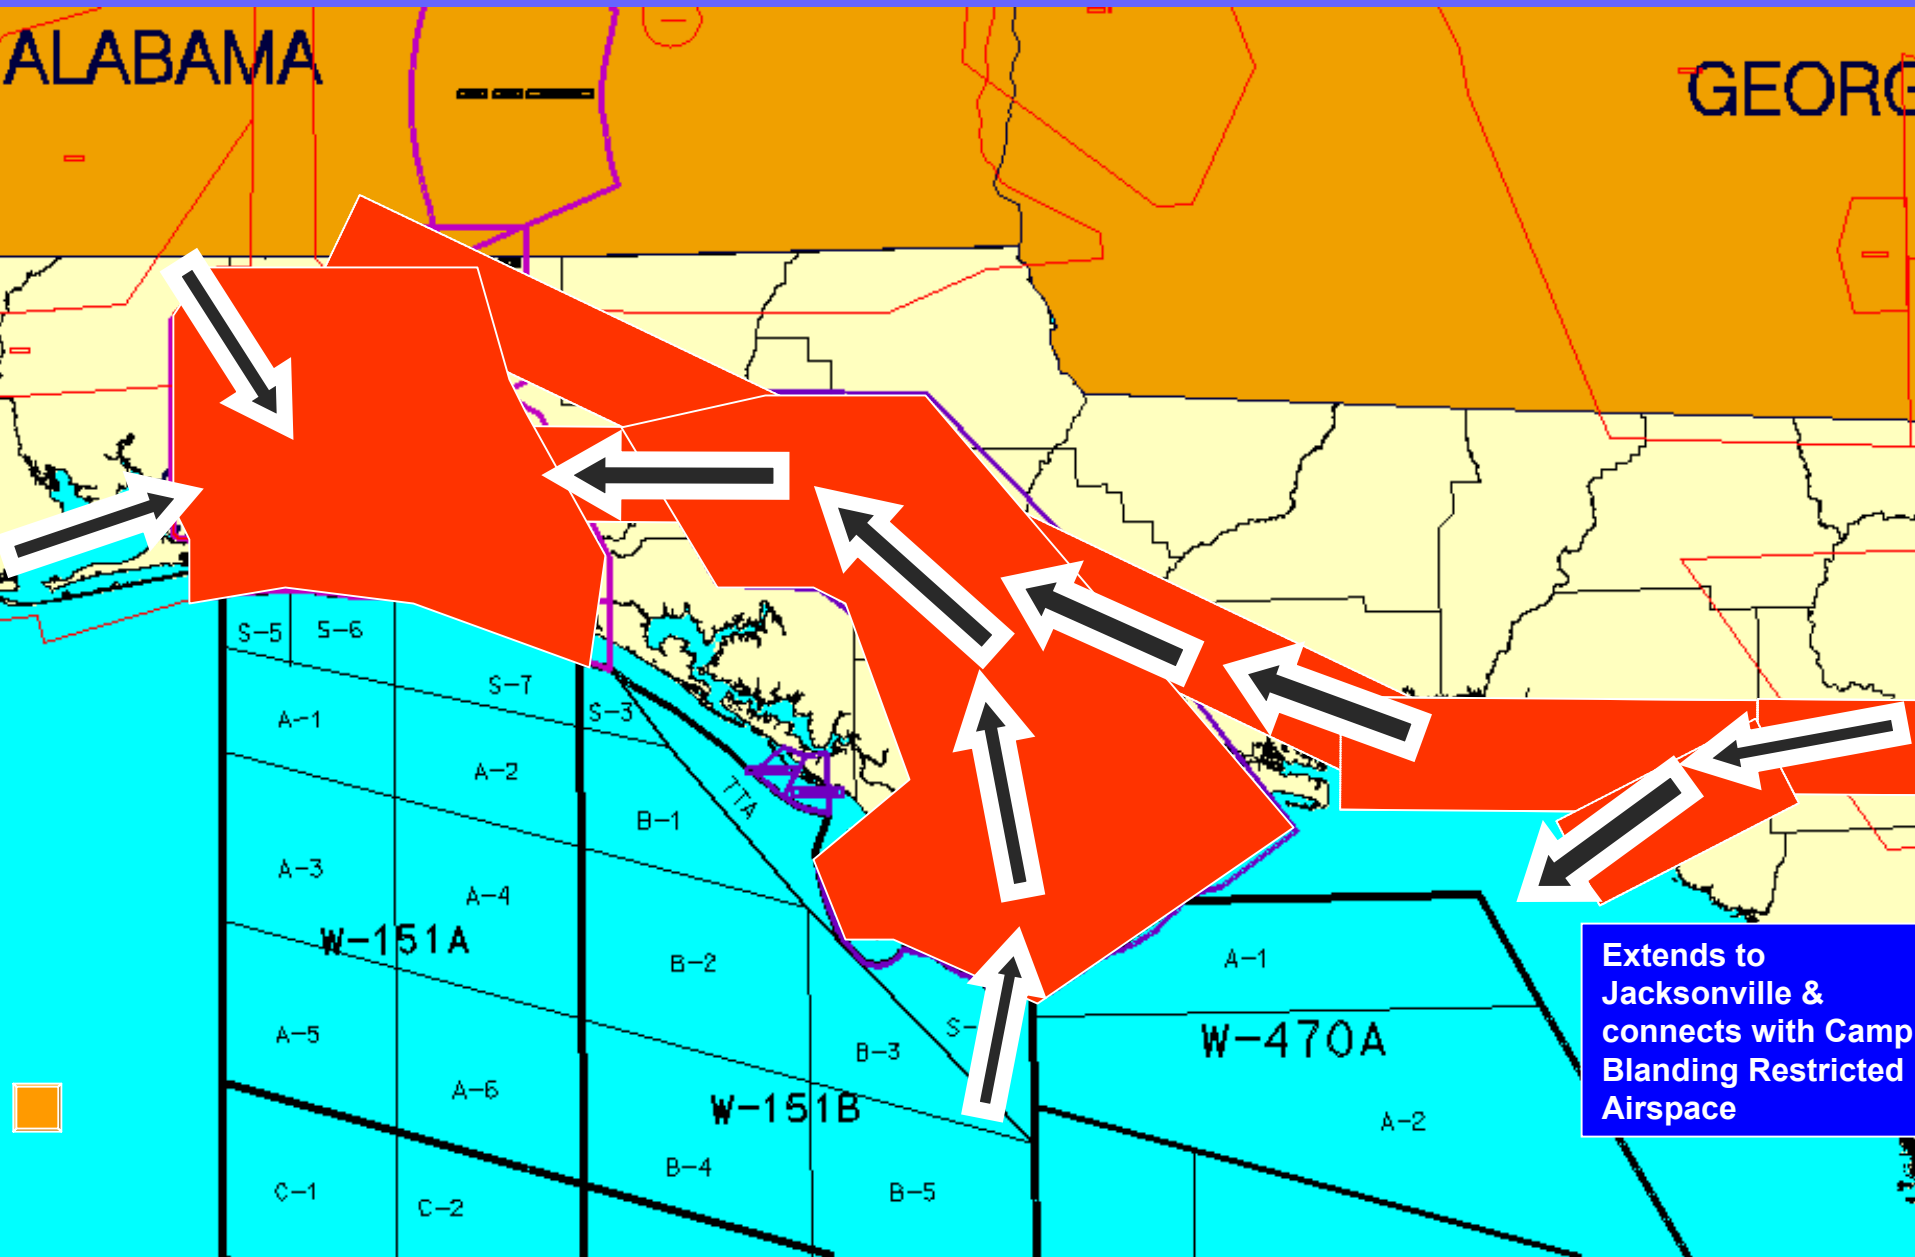 ALABAMA
GEORG
S-5
S-6
S-7
S-3
A-1
A-2
TTA
B-1
A-3
A-4
W-151A
B-2
A-1
Extends to
Jacksonville &
connects with Camp
Blanding Restricted
Airspace
A-5
S-
W-470A
B-3
A-6
W-151B
A-2
B-4
C-1
C-2
B-5